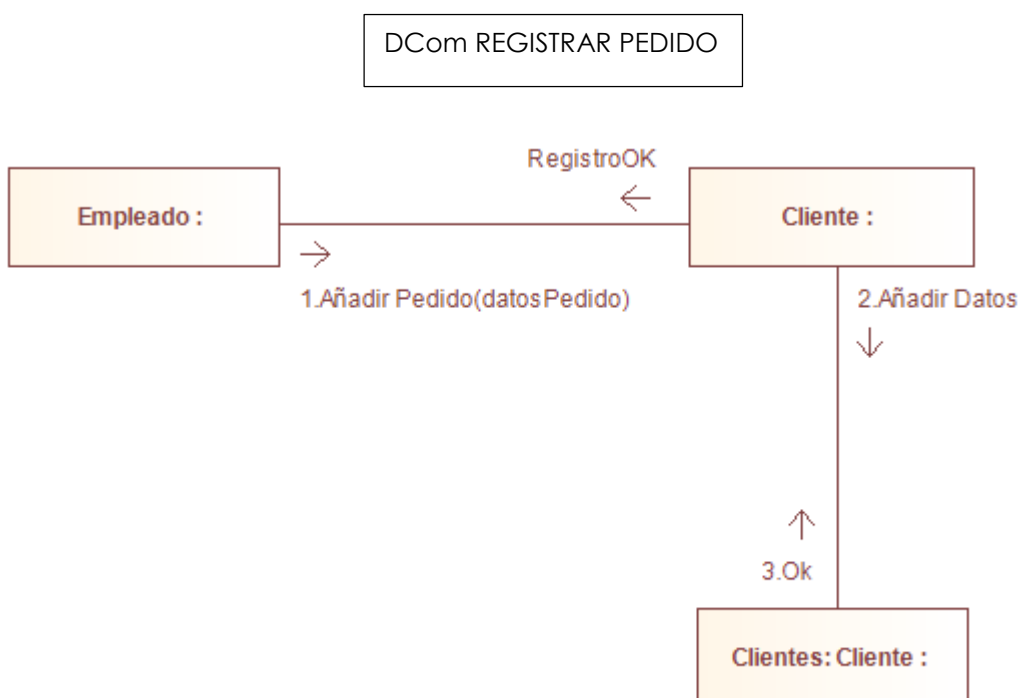 DCom REGISTRAR PEDIDO
RegistroOK
Empleado :
Cliente :
1.Añadir Pedido(datosPedido)
2.Añadir Datos
3.Ok
Clientes: Cliente :